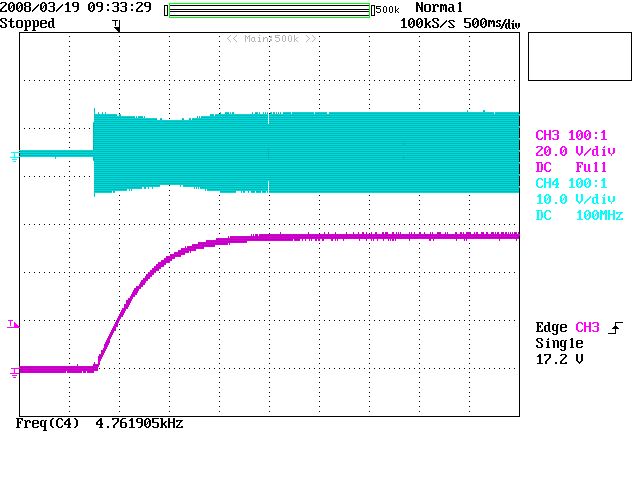 2008/03/19 09:33:29 500k Normal
Stopped 100kS/s 500ms/div
<< Main:500k >>
CH3 100:1
20.0 V/div
DC Full
CH4 100:1
10.0 V/div
DC 100MHz
Edge CH3
Single
17.2 V
Freq(C4) 4.761905kHz